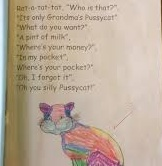 Rat-a-tat-tat, "Who is that?".
"Its only Grandma's Pussycat"
"What do you want?".
"A pint of milk",
"Where's your money?",
"In my pocket",
Where's your pocket?"
"Oh, I forgot it",
"Oh you silly Pussycat!"